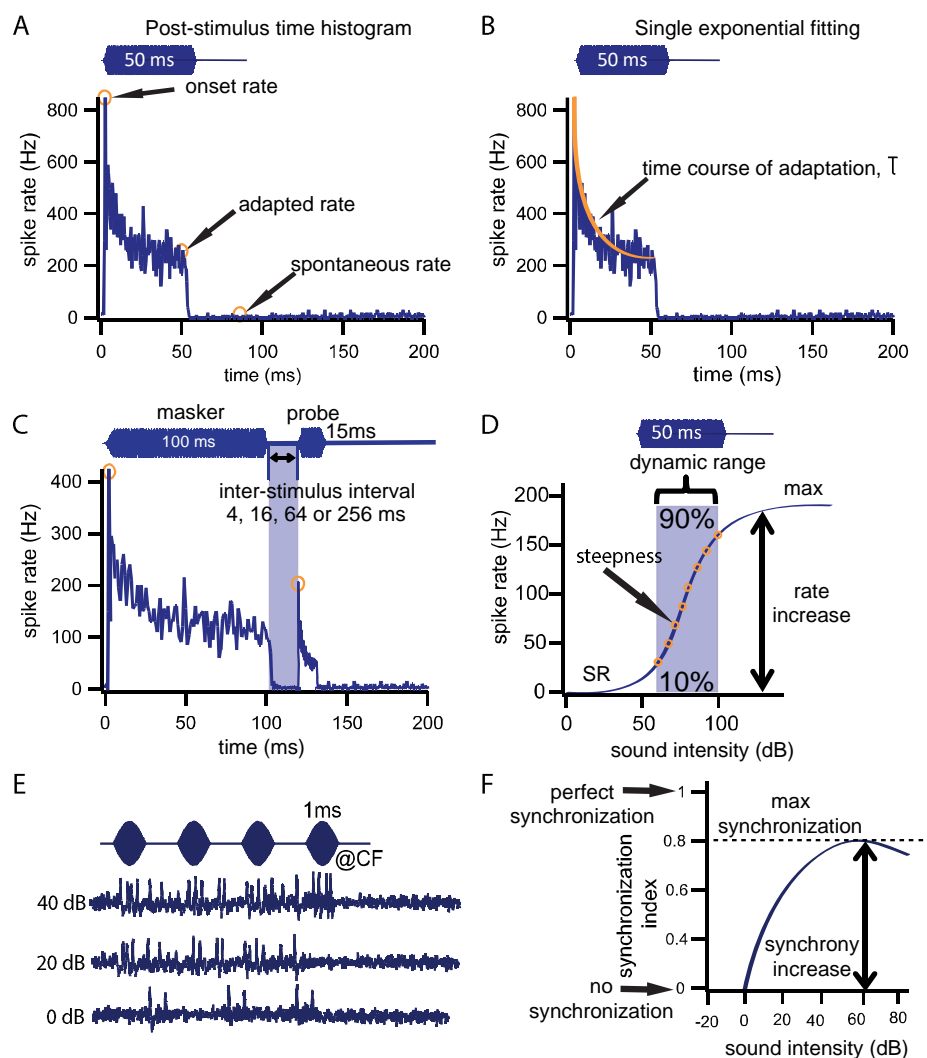 A
Post-stimulus time histogram
50 ms
onset rate
adapted rate
spontaneous rate
spike rate (Hz)
800
600
400
200
0
0 50 100 150 200
time (ms)
B
Single exponential fitting
50 ms
time course of adaptation, τ
spike rate (Hz)
800
600
400
200
0
0 50 100 150 200
time (ms)
C
masker
probe
100 ms
15ms
inter-stimulus interval
4, 16, 64 or 256 ms
spike rate (Hz)
400
300
200
100
0
0 50 100 150 200
time (ms)
D
50 ms
dynamic range
90%
max
steepness
rate
increase
SR
10%
spike rate (Hz)
200
150
100
50
0
0 50 100
sound intensity (dB)
E
1ms
@CF
40 dB
20 dB
0 dB
F
perfect
synchronization
max
synchronization
synchrony
increase
no
synchronization
synchronization
index
1
0.8
0.6
0.4
0
-20 0 20 40 60 80
sound intensity (dB)